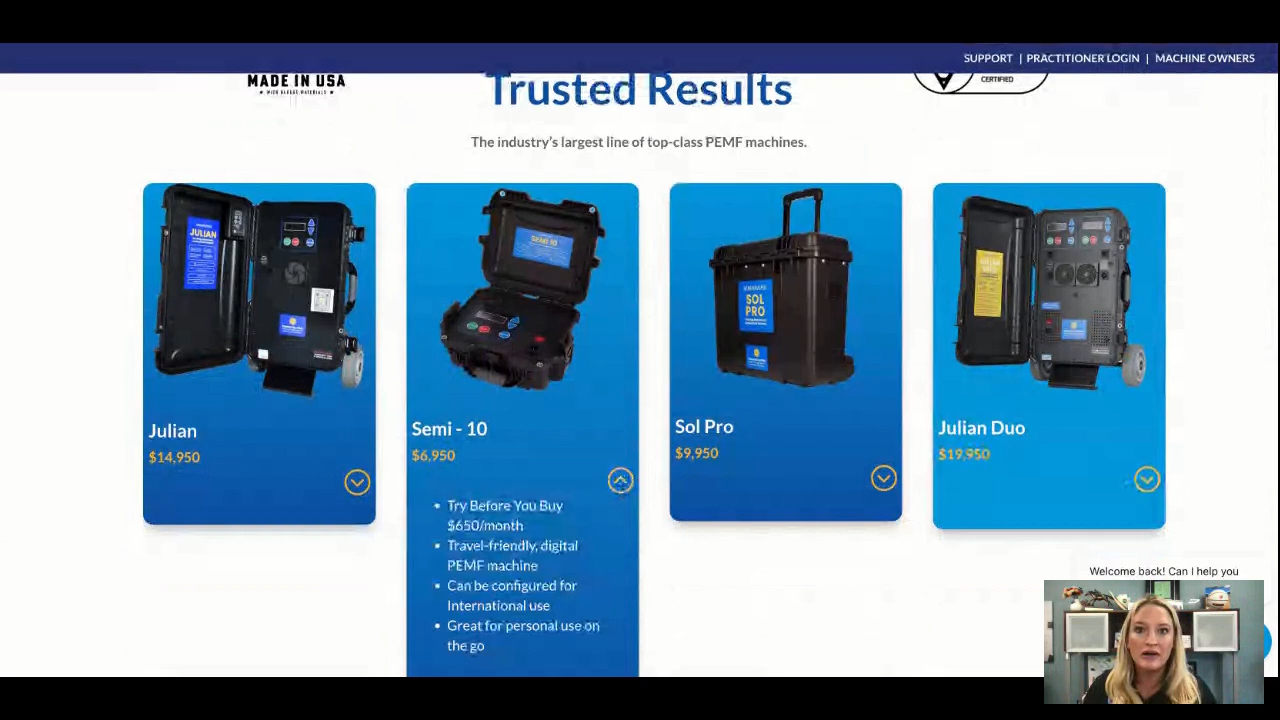 SUPPORT | PRACTITIONER LOGIN | MACHINE OWNERS
MADE IN USA
CERTIFIED
Trusted Results
The industry's largest line of top-class PEMF machines.
JULIAN
SEMI-10
SOL
PRO
Julian
$14,950
Semi - 10
$6,950
Sol Pro
$9,950
Julian Duo
$19,950
• Try Before You Buy
$650/month
• Travel-friendly, digital
PEMF machine
• Can be configured for
International use
• Great for personal use on
the go
Welcome back! Can I help you